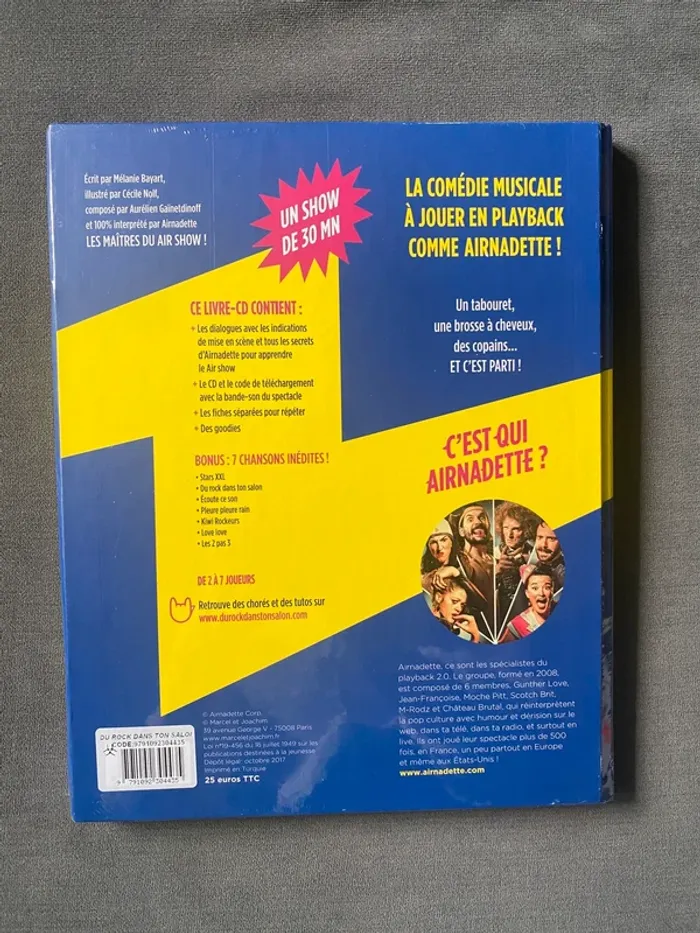 Écrit par Mélanie Bayart,
illustré par Cécile Nolf,
composé par Aurélien Gaïnetdinoff
et 100% interprété par Airnadette
LES MAÎTRES DU AIR SHOW !
UN SHOW
DE 30 MN
LA COMÉDIE MUSICALE
À JOUER EN PLAYBACK
COMME AIRNADETTE !
Un tabouret,
une brosse à cheveux,
des copains...
ET C'EST PARTI !
CE LIVRE-CD CONTIENT :
+ Les dialogues avec les indications
de mise en scène et tous les secrets
d'Airnadette pour apprendre
le Air show
+ Le CD et le code de téléchargement
avec la bande-son du spectacle
+ Les fiches séparées pour répéter
+ Des goodies
BONUS : 7 CHANSONS INÉDITES !
• Stars XXL
• Du rock dans ton salon
• Écoute ce son
• Pleure pleure rain
• Kiwi Rockeurs
• Love love
• Les 2 pas 3
DE 2 À 7 JOUEURS
Retrouve des chorés et des tutos sur
www.durockdanstonsalon.com
C'EST QUI
AIRNADETTE ?
Airnadette, ce sont les spécialistes du
playback 2.0. Le groupe, formé en 2008,
est composé de 6 membres, Gunther Love,
Jean-Françoise, Moche Pitt, Scotch Brit,
M-Rodz et Château Brutal, qui réinterprètent
la pop culture avec humour et dérision sur le
web, dans ta télé, dans ta radio, et surtout en
live. Ils ont joué leur spectacle plus de 500
fois, en France, un peu partout en Europe
et même aux États-Unis !
www.airnadette.com
© Airnadette Corp.
© Marcel et Joachim
39 avenue George V - 75008 Paris
www.marceletjoachim.fr
Loi n°19-456 du 16 juillet 1949 sur les
publications destinées à la jeunesse
Dépôt légal : octobre 2017
Imprimé en Turquie
25 euros TTC
DU ROCK DANS TON SALO(
CODE:9791092304435
9 791092 304435